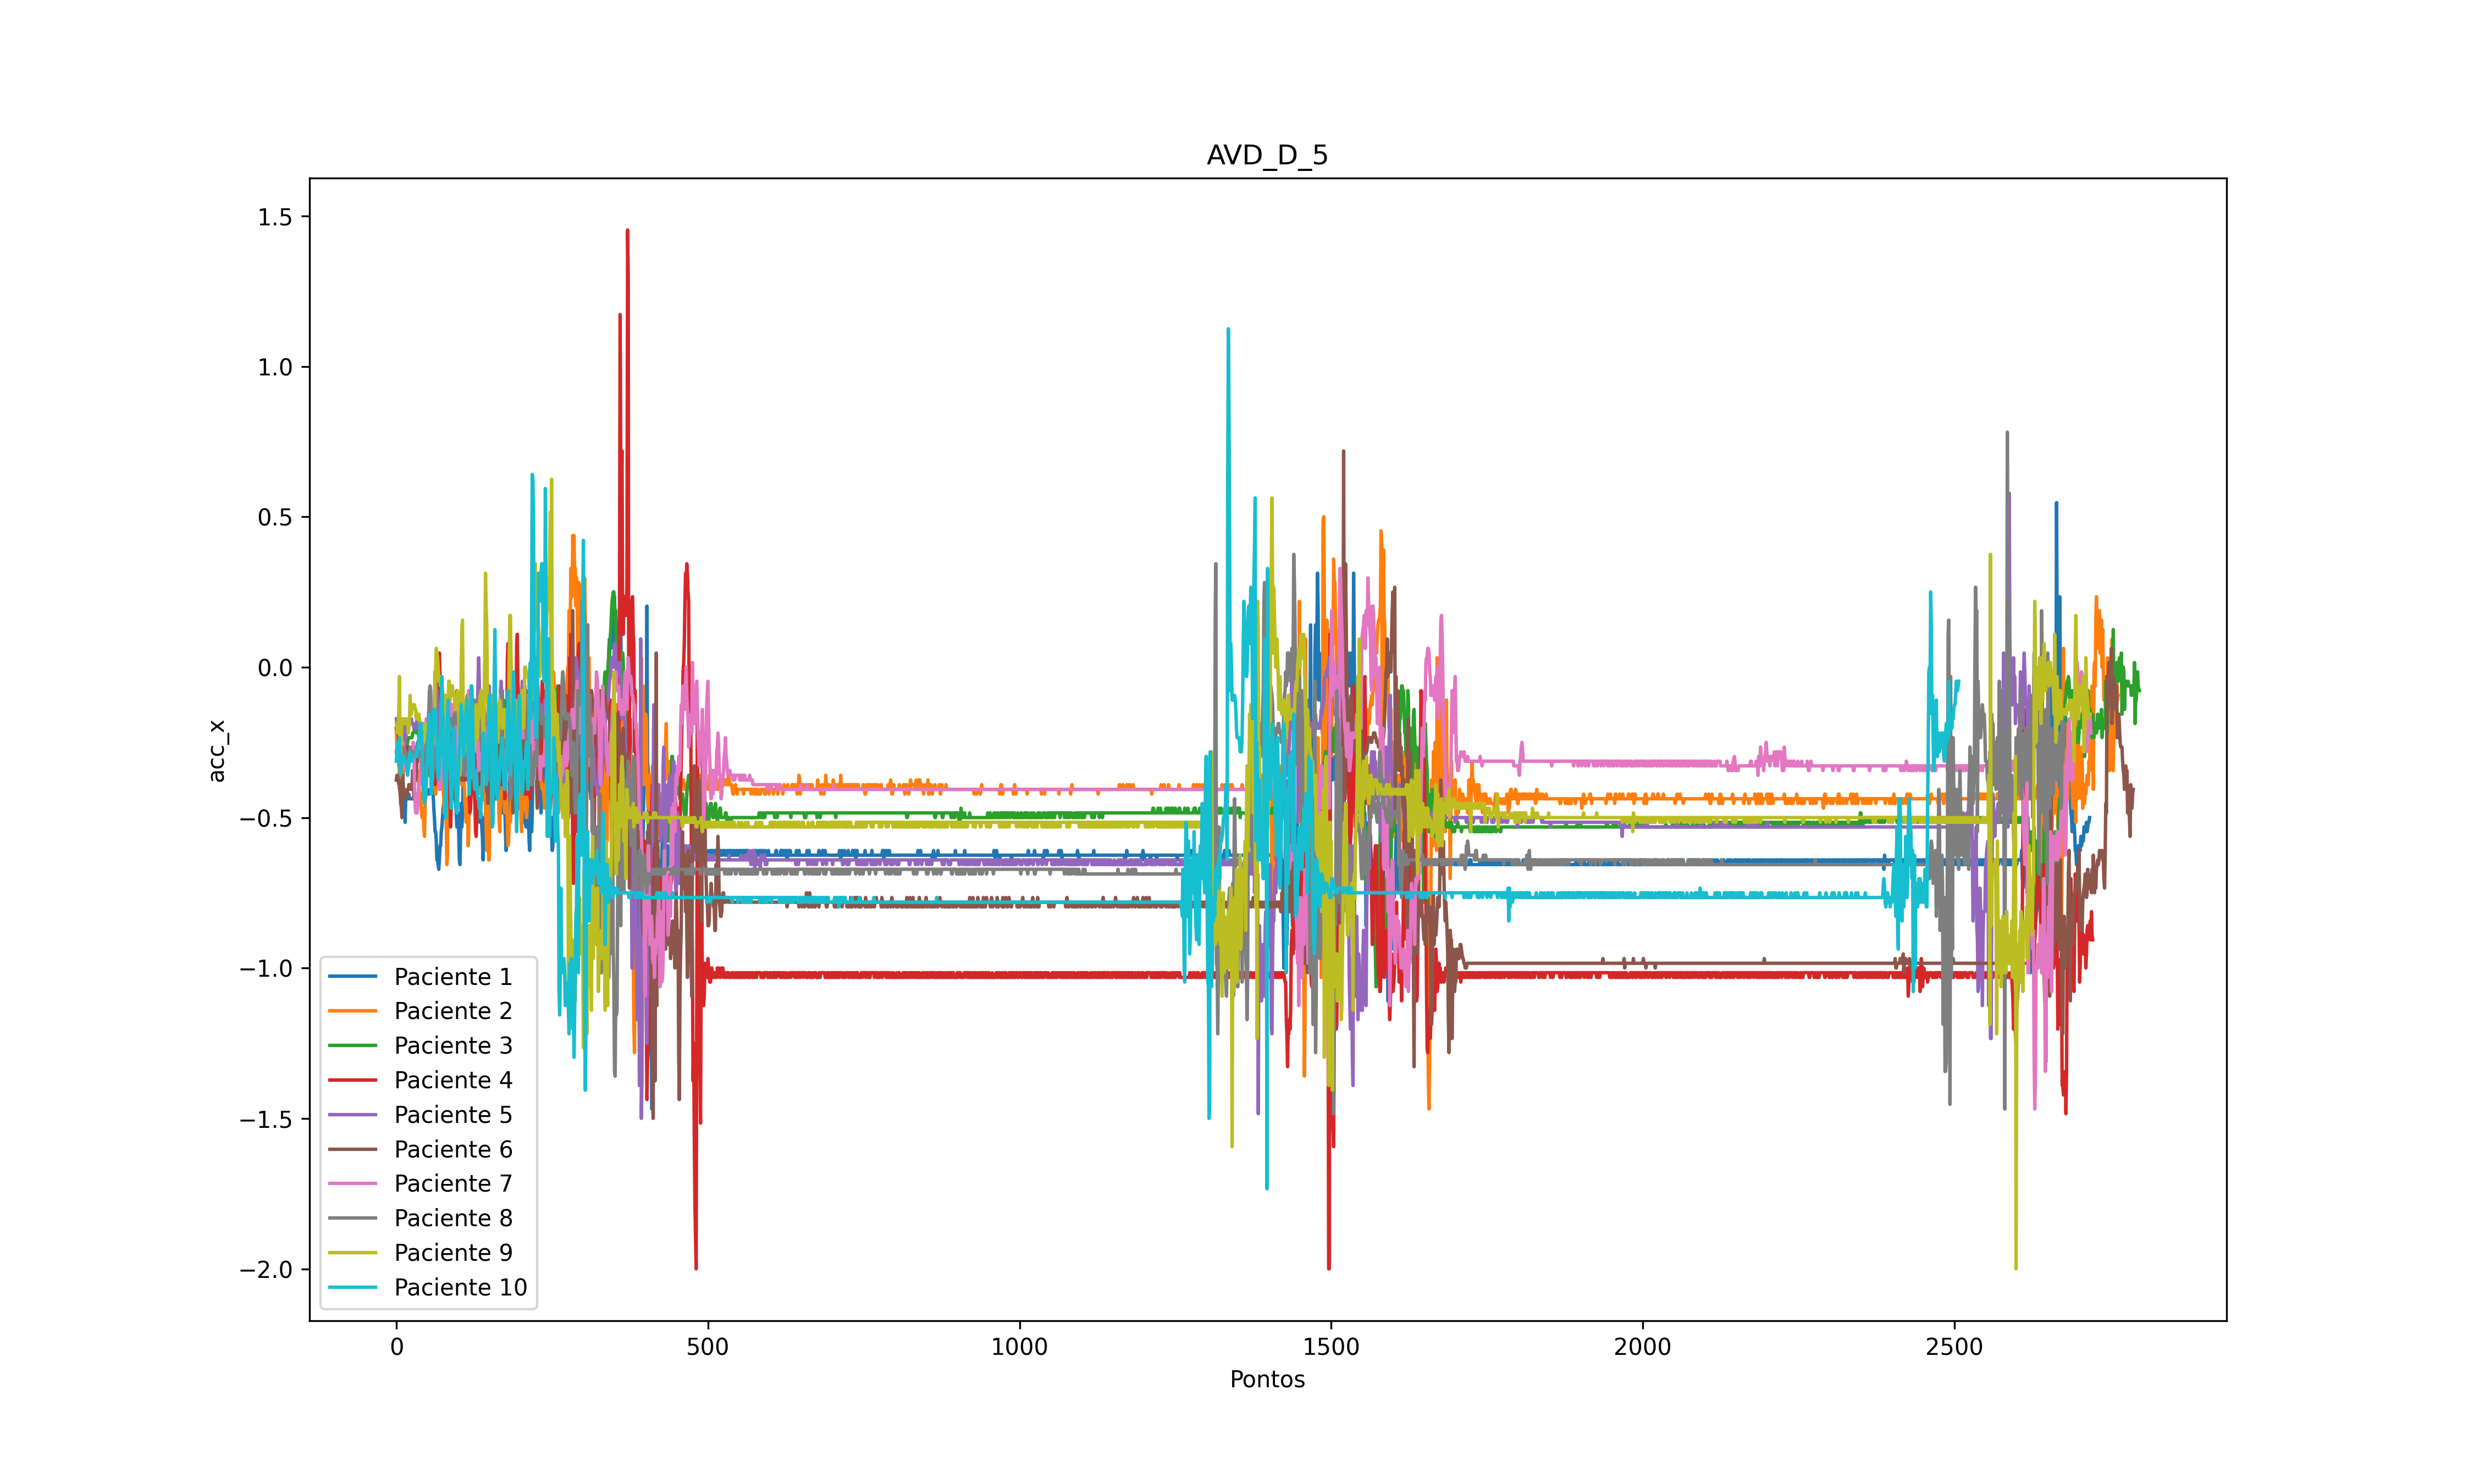 AVD_D_5
1.5
1.0
0.5
0.0
−0.5
−1.0
−1.5
−2.0
acc_x
Paciente 1
Paciente 2
Paciente 3
Paciente 4
Paciente 5
Paciente 6
Paciente 7
Paciente 8
Paciente 9
Paciente 10
0 500 1000 1500 2000 2500
Pontos